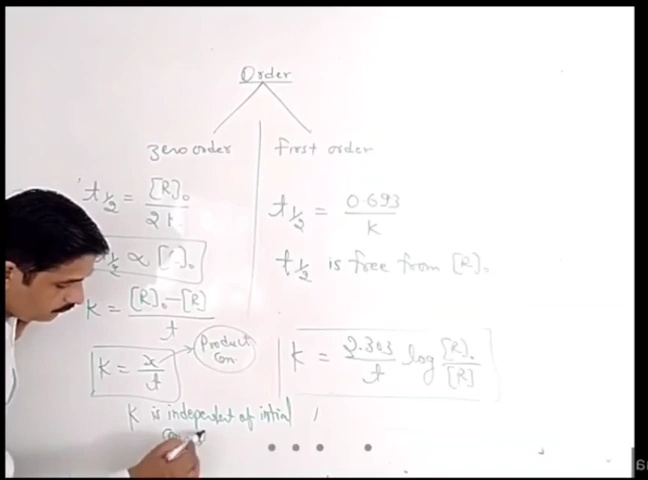 Order
zero order
First order
t½ = [R]₀ / 2K
t½ = 0.693 / K
t½ ∝ [R]₀
t½ is free from [R]₀
K = [R]₀ - [R] / t
K = x / t
Product
Con.
K = 2.303 / t log [R]₀ / [R]
K is independent of initial